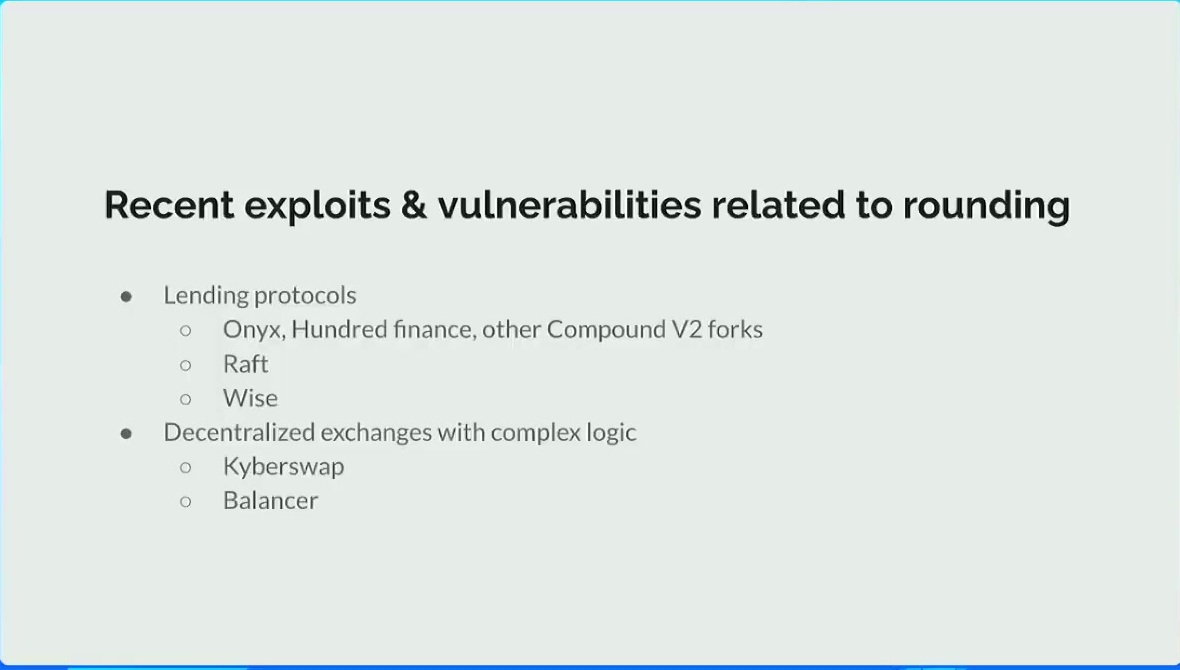 Recent exploits & vulnerabilities related to rounding
● Lending protocols
○ Onyx, Hundred finance, other Compound V2 forks
○ Raft
○ Wise
● Decentralized exchanges with complex logic
○ Kyberswap
○ Balancer